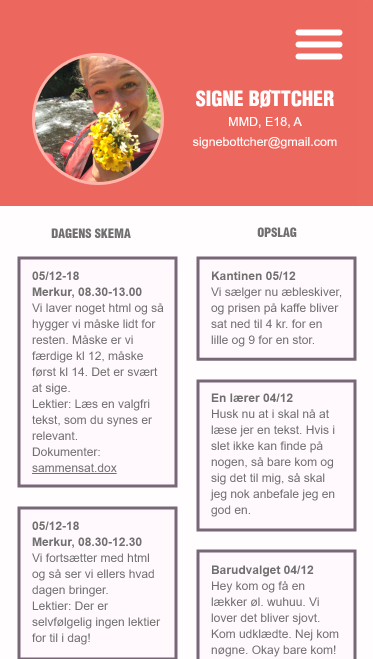 SIGNE BØTTCHER
MMD, E18, A
signebottcher@gmail.com
DAGENS SKEMA
05/12-18
Merkur, 08.30-13.00
Vi laver noget html og så
hygger vi måske lidt for
resten. Måske er vi
færdige kl 12, måske
først kl 14. Det er svært
at sige.
Lektier: Læs en valgfri
tekst, som du synes er
relevant.
Dokumenter:
sammensat.dox
05/12-18
Merkur, 08.30-12.30
Vi fortsætter med html
og så ser vi ellers hvad
dagen bringer.
Lektier: Der er
selvfølgelig ingen lektier
for til i dag!
OPSLAG
Kantinen 05/12
Vi sælger nu æbleskiver,
og prisen på kaffe bliver
sat ned til 4 kr. for en
lille og 9 for en stor.
En lærer 04/12
Husk nu at i skal nå at
læse jer en tekst. Hvis i
slet ikke kan finde på
nogen, så bare kom og
sig det til mig, så skal
jeg nok anbefale jeg en
god en.
Barudvalget 04/12
Hey kom og få en
lækker øl. wuhuu. Vi
lover det bliver sjovt.
Kom udklædte. Nej kom
nøgne. Okay bare kom!